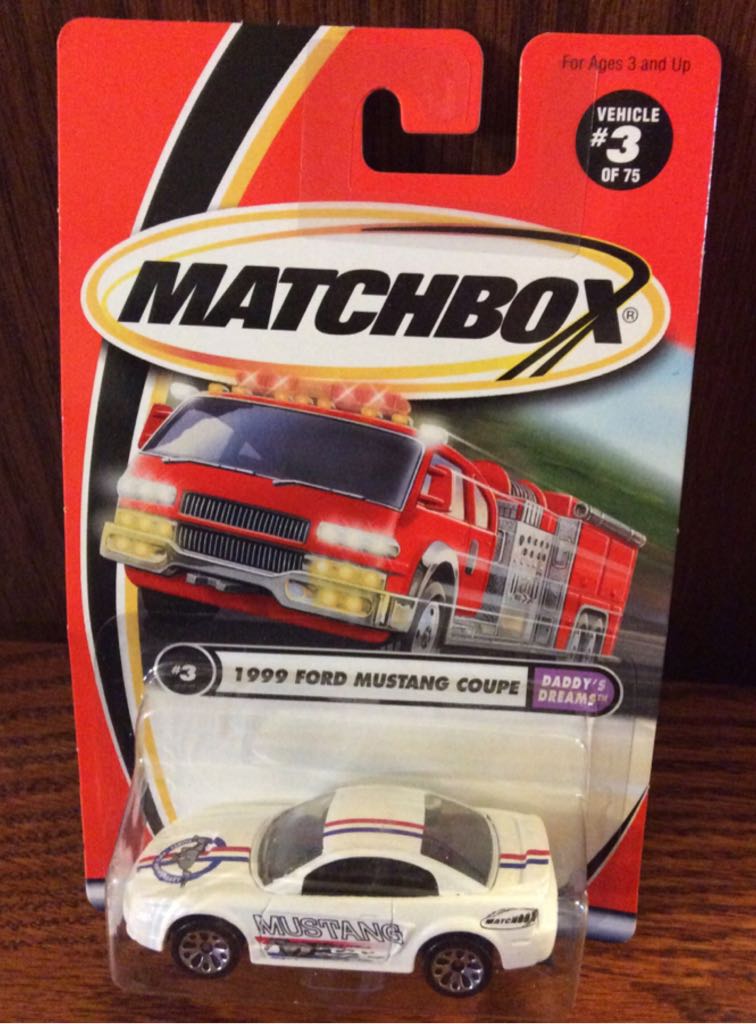 For Ages 3 and Up
VEHICLE
#3
OF 75
MATCHBOX®
#3
1999 FORD MUSTANG COUPE
DADDY'S
DREAMS™
MUSTANG
MATCHBOX